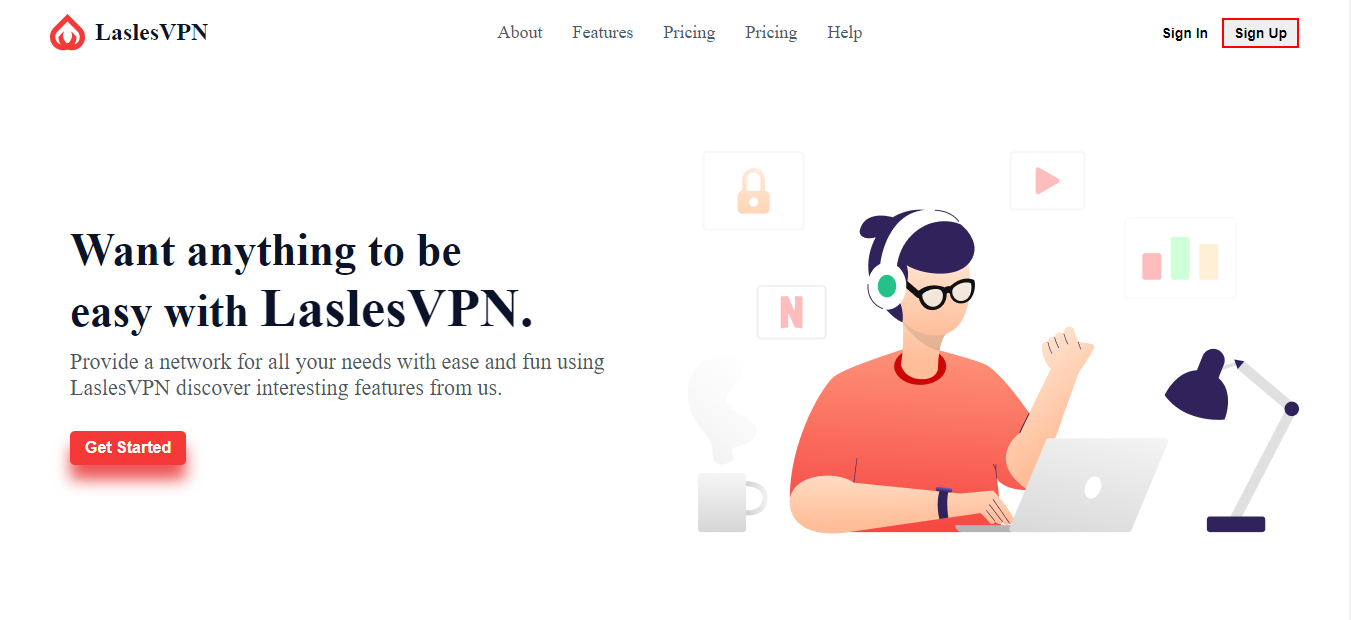 LaslesVPN
About Features Pricing Pricing Help
Sign In Sign Up
Want anything to be
easy with LaslesVPN.
Provide a network for all your needs with ease and fun using
LaslesVPN discover interesting features from us.
Get Started
N